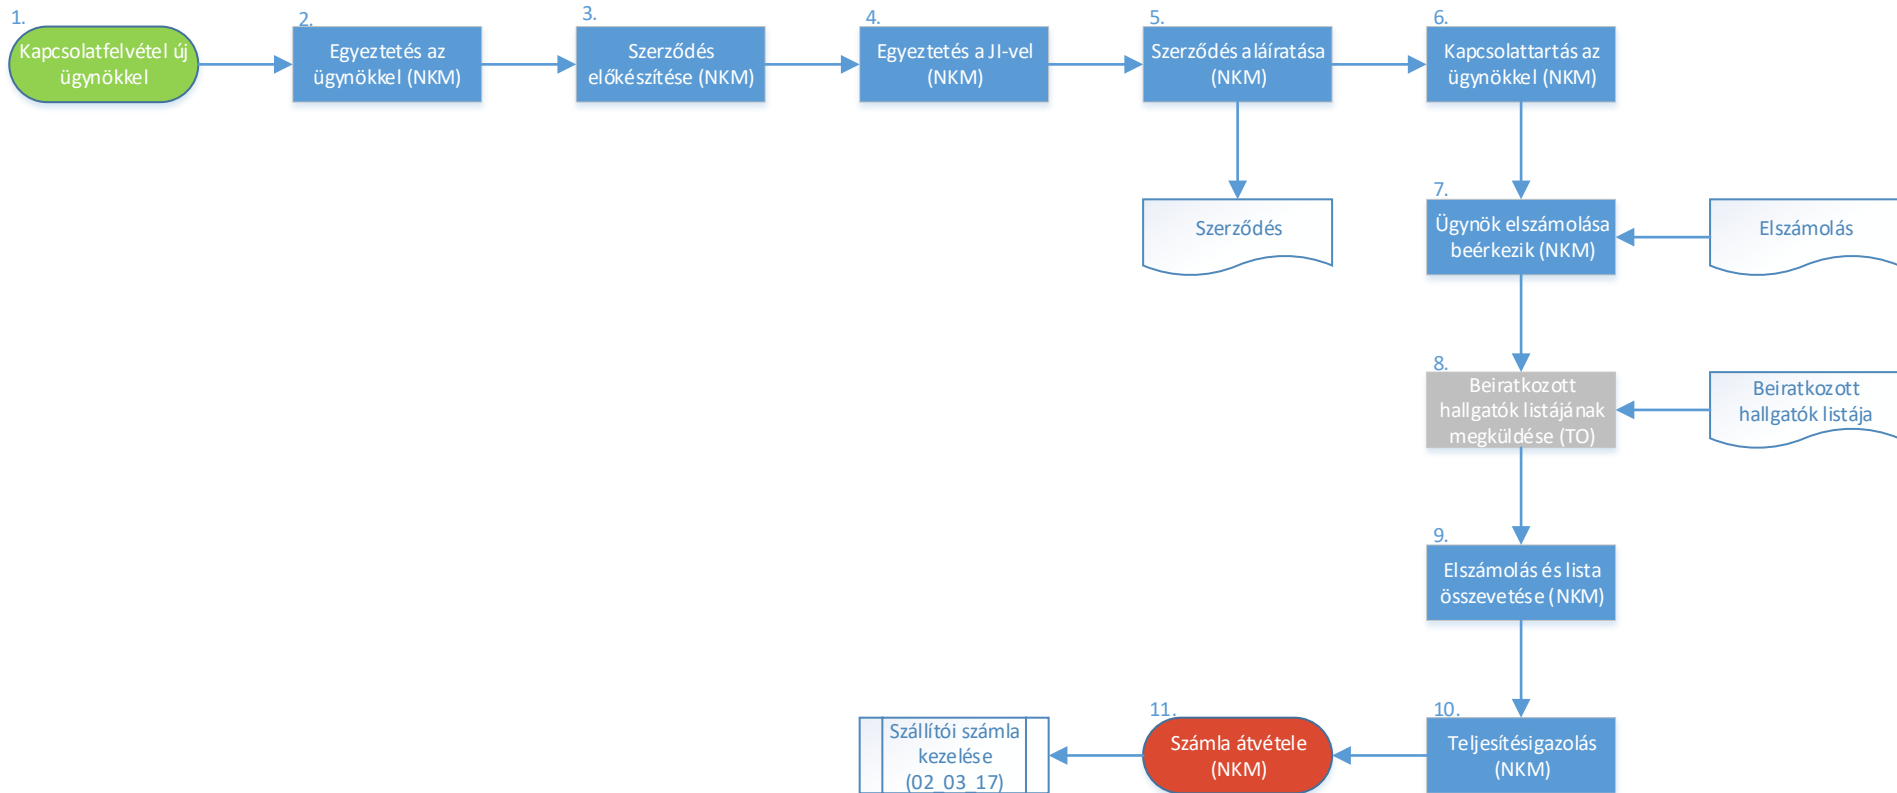 1.
Kapcsolatfelvétel új
ügynökkel
2.
Egyeztetés az
ügynökkel (NKM)
3.
Szerződés
előkészítése (NKM)
4.
Egyeztetés a JI-vel
(NKM)
5.
Szerződés aláíratása
(NKM)
6.
Kapcsolattartás az
ügynökkel (NKM)
Szerződés
7.
Ügynök elszámolása
beérkezik (NKM)
Elszámolás
8.
Beiratkozott
hallgatók listájának
megküldése (TO)
Beiratkozott
hallgatók listája
9.
Elszámolás és lista
összevetése (NKM)
10.
Teljesítésigazolás
(NKM)
11.
Számla átvétele
(NKM)
Szállítói számla
kezelése
(02_03_17)